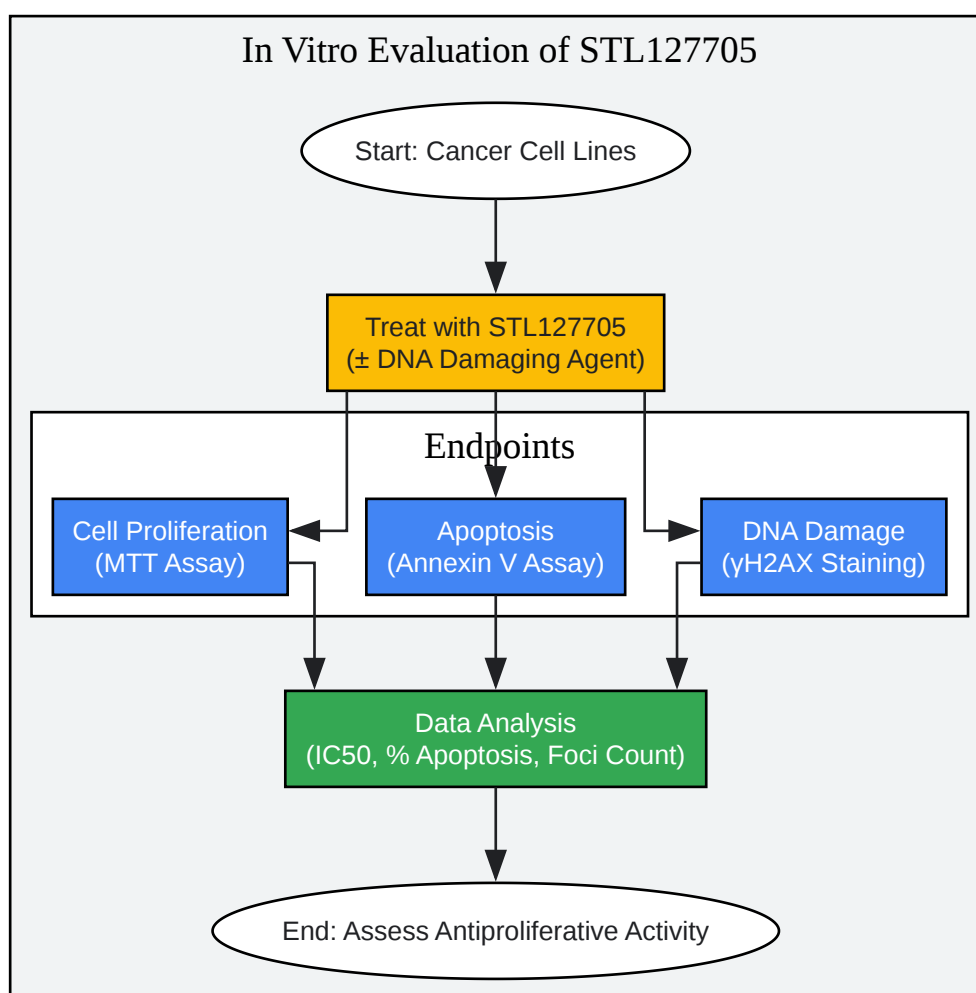 In Vitro Evaluation of STL127705
Start: Cancer Cell Lines
Treat with STL127705
(± DNA Damaging Agent)
Endpoints
Cell Proliferation
(MTT Assay)
Apoptosis
(Annexin V Assay)
DNA Damage
(γH2AX Staining)
Data Analysis
(IC50, % Apoptosis, Foci Count)
End: Assess Antiproliferative Activity